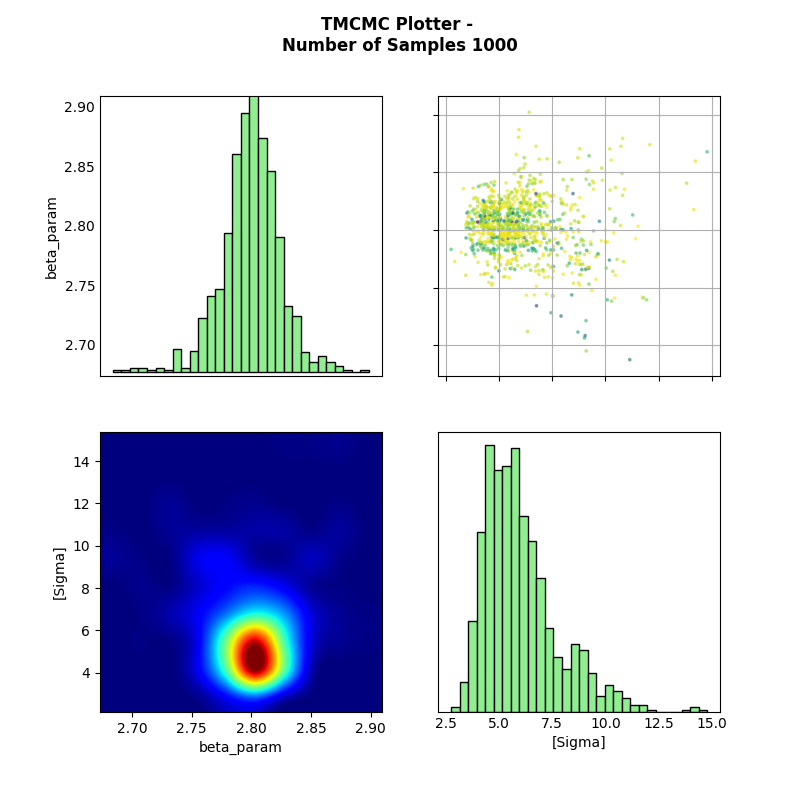 TMCMC Plotter -
Number of Samples 1000
2.90
2.85
2.80
2.75
2.70
beta_param
14
12
10
8
6
4
[Sigma]
2.70 2.75 2.80 2.85 2.90
beta_param
2.5 5.0 7.5 10.0 12.5 15.0
[Sigma]